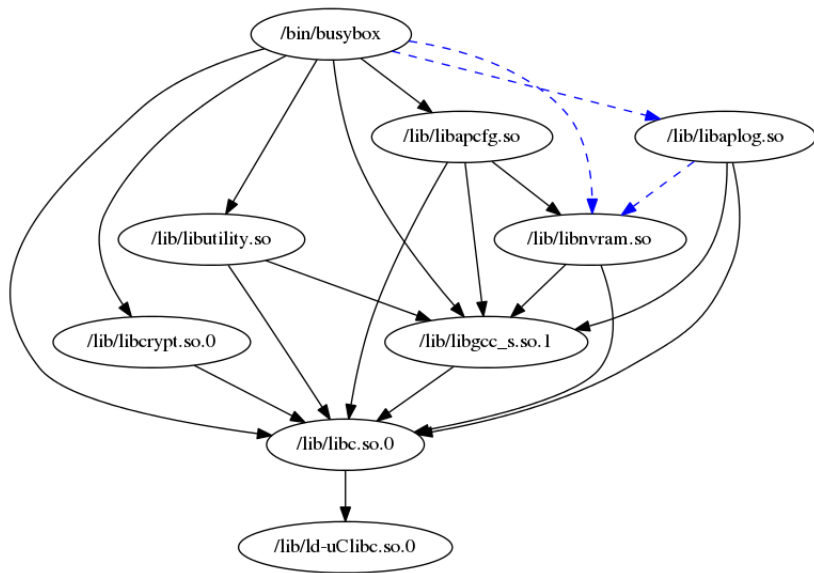 /bin/busybox
/lib/libapcfg.so
/lib/libaplog.so
/lib/libutility.so
/lib/libnvram.so
/lib/libcrypt.so.0
/lib/libgcc_s.so.1
/lib/libc.so.0
/lib/ld-uClibc.so.0